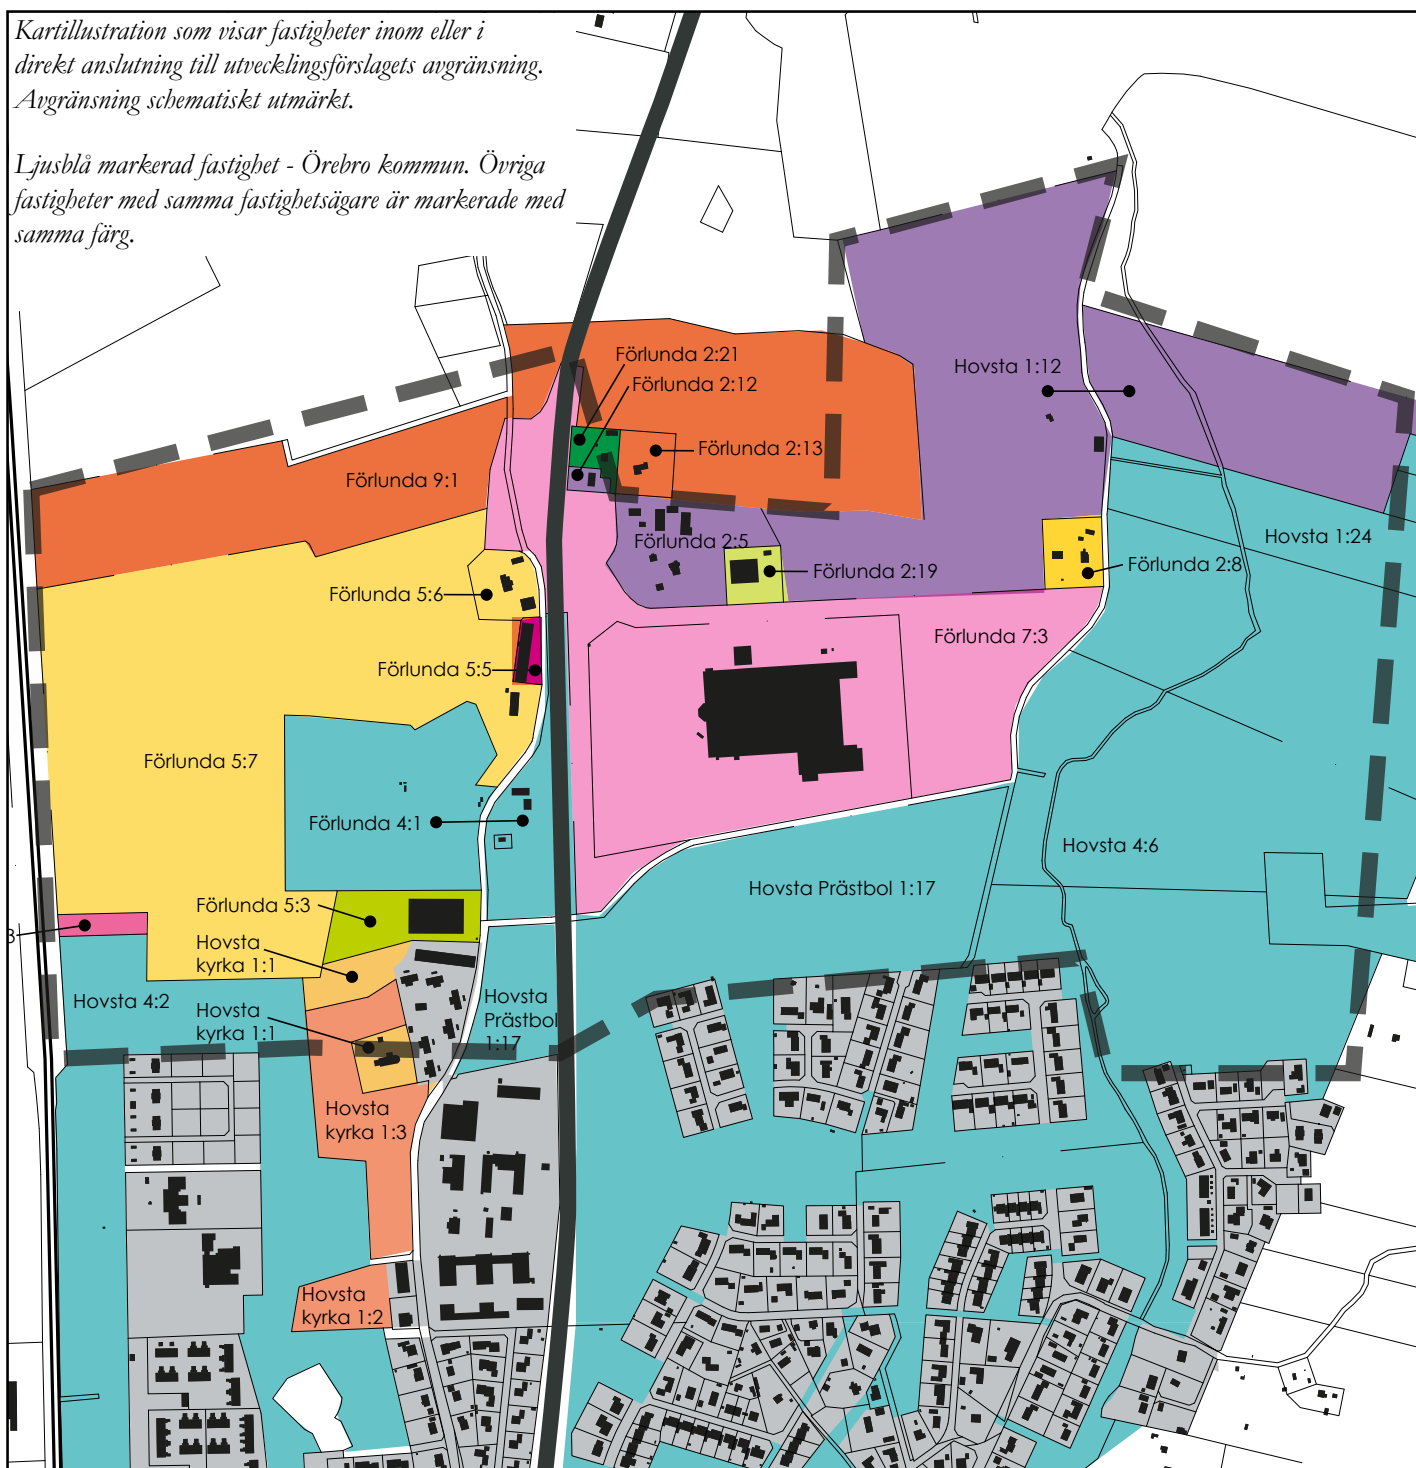 Kartillustration som visar fastigheter inom eller i
direkt anslutning till utvecklingsförslagets avgränsning.
Avgränsning schematiskt utmärkt.
Ljusblå markerad fastighet - Örebro kommun. Övriga
fastigheter med samma fastighetsägare är markerade med
samma färg.
Förlunda 2:21
Förlunda 2:12
Hovsta 1:12
Förlunda 2:13
Förlunda 9:1
Hovsta 1:24
Förlunda 2:5
Förlunda 2:19
Förlunda 2:8
Förlunda 5:6
Förlunda 7:3
Förlunda 5:5
Förlunda 5:7
Förlunda 4:1
Hovsta 4:6
Hovsta Prästbol 1:17
Förlunda 5:3
3
Hovsta
kyrka 1:1
Hovsta 4:2
Hovsta
kyrka 1:1
Hovsta
Prästbol
1:17
Hovsta
kyrka 1:3
Hovsta
kyrka 1:2